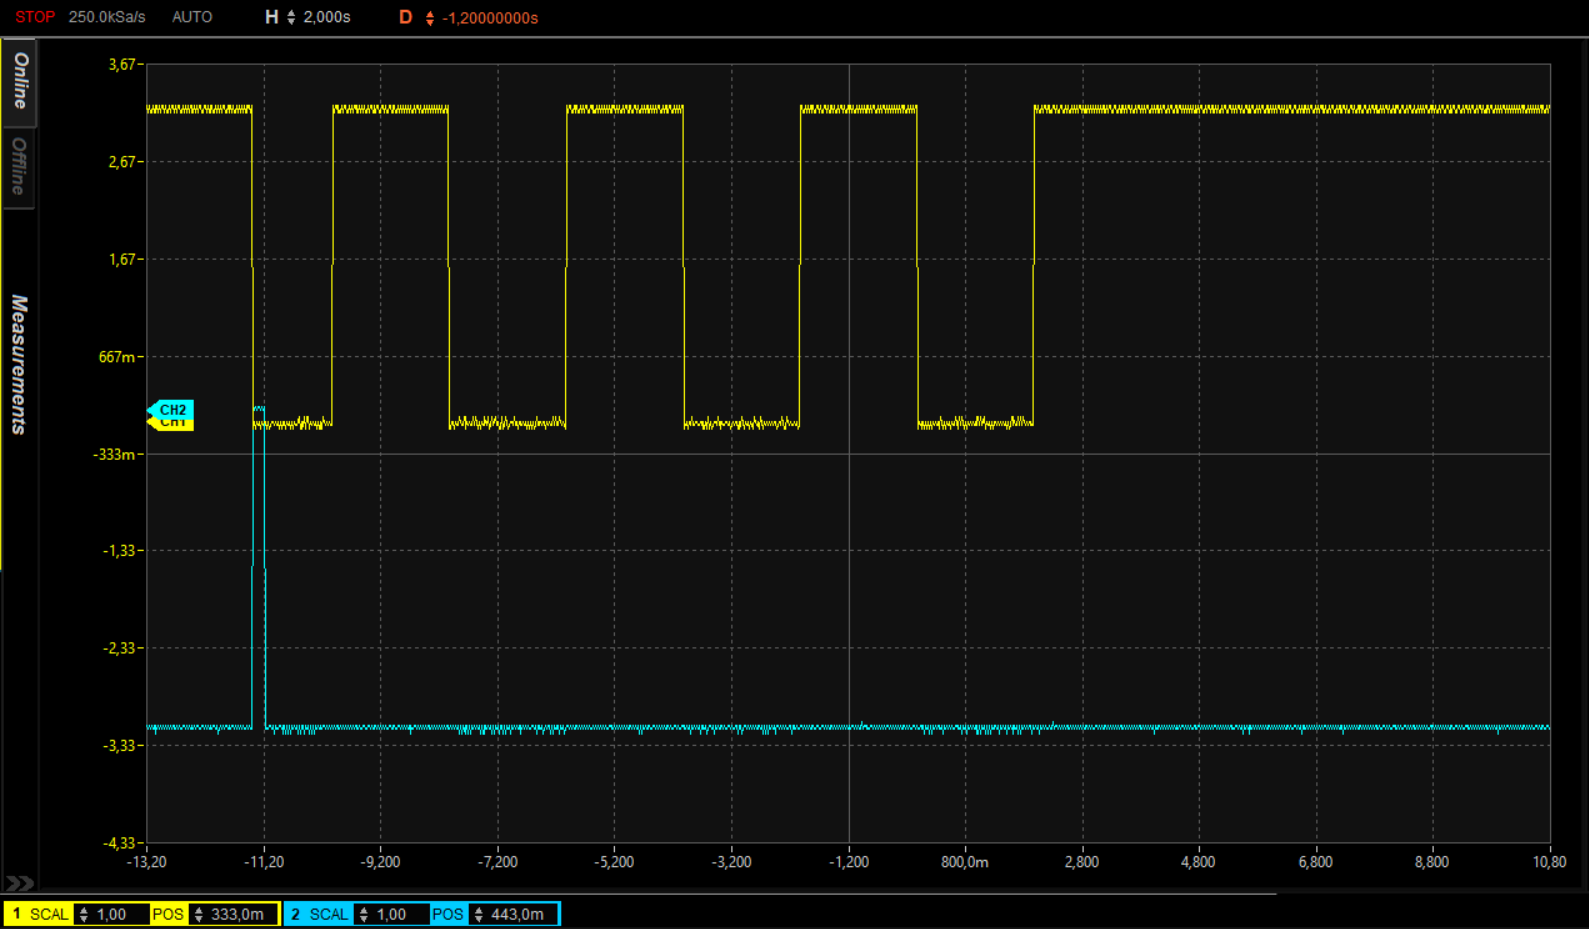 STOP 250.0kSa/s AUTO H 2,000s D -1,20000000s
Online
Offline
Measurements
3,67
2,67
1,67
667m
CH2
CH1
-333m
-1,33
-2,33
-3,33
-4,33
-13,20 -11,20 -9,200 -7,200 -5,200 -3,200 -1,200 800,0m 2,800 4,800 6,800 8,800 10,80
1 SCAL 1,00 POS 333,0m 2 SCAL 1,00 POS 443,0m